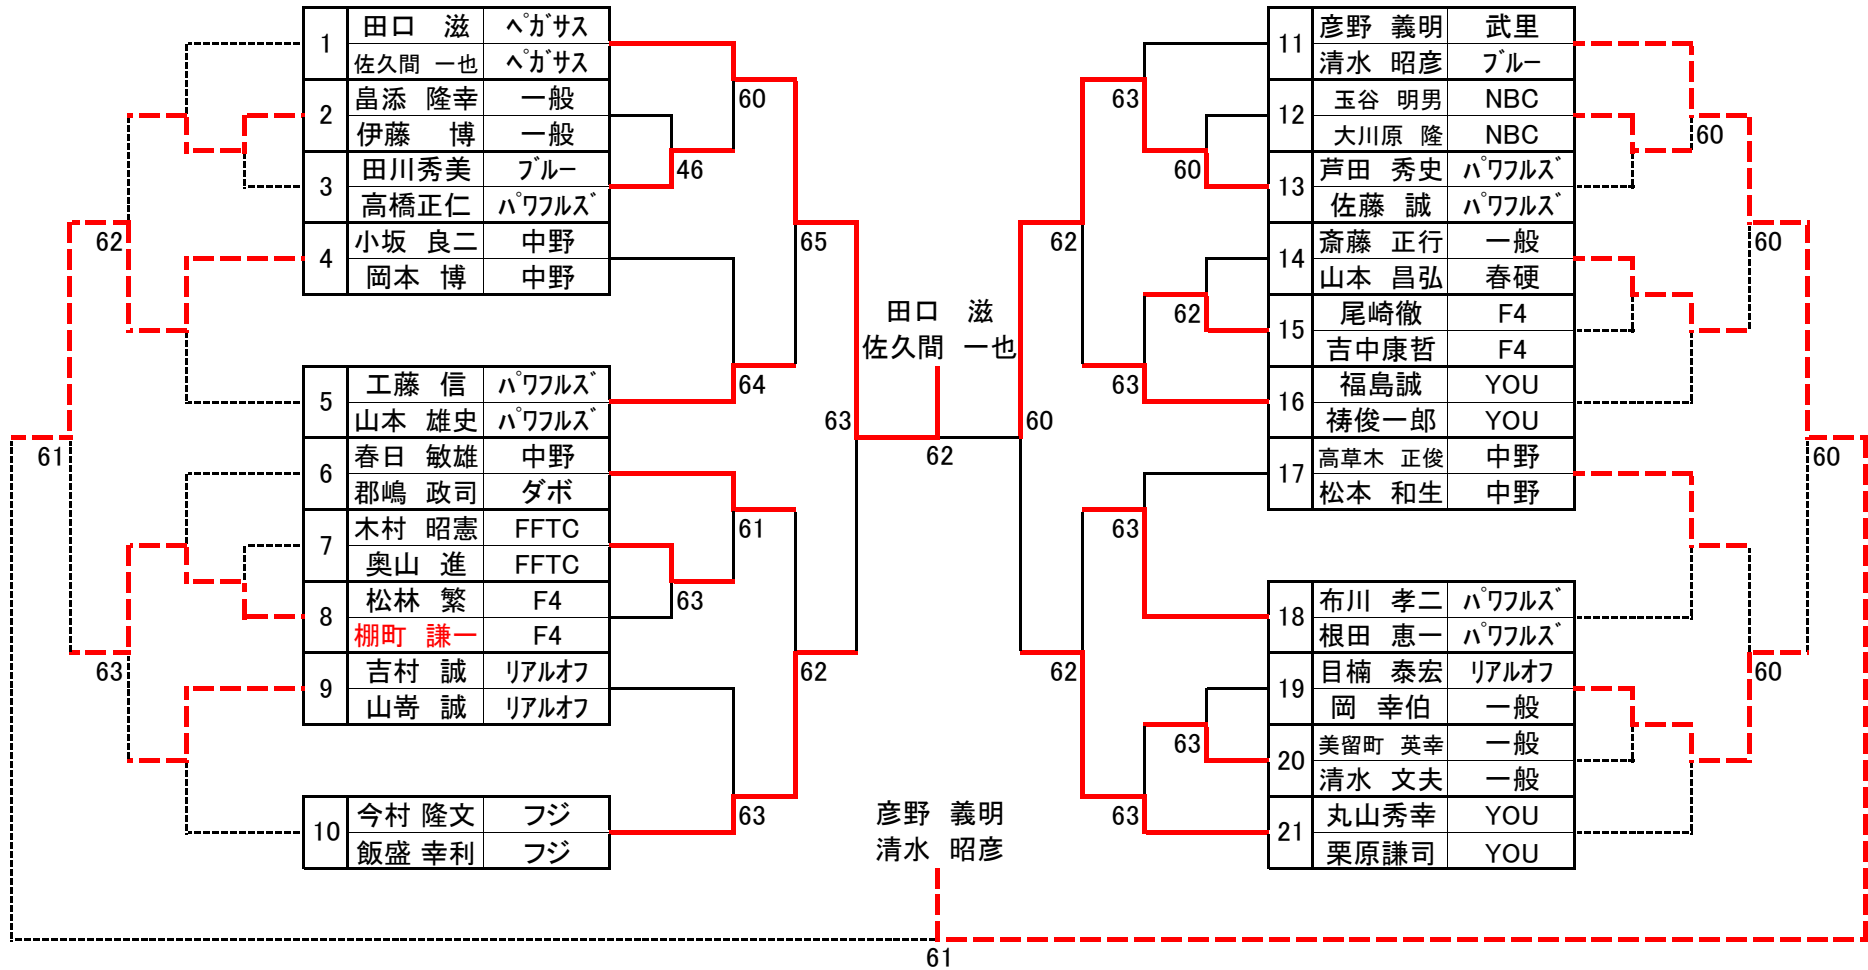 1 田口 滋 ﾍﾟｶﾞｻｽ
佐久間 一也 ﾍﾟｶﾞｻｽ
2 畠添 隆幸 一般
伊藤 博 一般
3 田川秀美 ﾌﾞﾙｰ
高橋正仁 ﾊﾟﾜﾌﾙｽﾞ
4 小坂 良二 中野
岡本 博 中野
5 工藤 信 ﾊﾟﾜﾌﾙｽﾞ
山本 雄史 ﾊﾟﾜﾌﾙｽﾞ
6 春日 敏雄 中野
郡嶋 政司 ダボ
7 木村 昭憲 FFTC
奥山 進 FFTC
8 松林 繁 F4
棚町 謙一 F4
9 吉村 誠 ﾘｱﾙｵﾌ
山嵜 誠 ﾘｱﾙｵﾌ
10 今村 隆文 フジ
飯盛 幸利 フジ
62
61
63
60
46
65
64
63
61
63
62
63
田口 滋
佐久間 一也
62
彦野 義明
清水 昭彦
61
63
60
62
62
63
60
63
62
63
63
11 彦野 義明 武里
清水 昭彦 ﾌﾞﾙｰ
12 玉谷 明男 NBC
大川原 隆 NBC
13 芦田 秀史 ﾊﾟﾜﾌﾙｽﾞ
佐藤 誠 ﾊﾟﾜﾌﾙｽﾞ
14 斎藤 正行 一般
山本 昌弘 春硬
15 尾崎徹 F4
吉中康哲 F4
16 福島誠 YOU
祷俊一郎 YOU
17 高草木 正俊 中野
松本 和生 中野
18 布川 孝二 ﾊﾟﾜﾌﾙｽﾞ
根田 恵一 ﾊﾟﾜﾌﾙｽﾞ
19 目楠 泰宏 ﾘｱﾙｵﾌ
岡 幸伯 一般
20 美留町 英幸 一般
清水 文夫 一般
21 丸山秀幸 YOU
栗原謙司 YOU
60
60
60
60